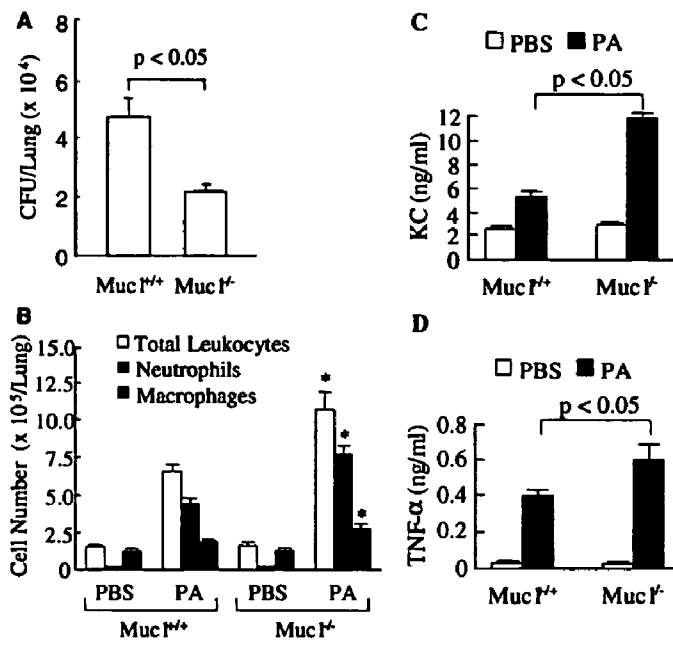 A
8
6
4
2
0
CFU/Lung (x 10⁴)
p < 0.05
Muc1+/+ Muc1-/-
B
15.0
12.5
10.0
7.5
5.0
2.5
0
Cell Number (x 10⁵/Lung)
Total Leukocytes
Neutrophils
Macrophages
*
*
*
PBS PA PBS PA
Muc1+/+ Muc1-/-
C
PBS PA
p < 0.05
12
10
8
6
4
2
0
KC (ng/ml)
Muc1+/+ Muc1-/-
D
PBS PA
p < 0.05
0.8
0.6
0.4
0.2
0
TNF-α (ng/ml)
Muc1+/+ Muc1-/-